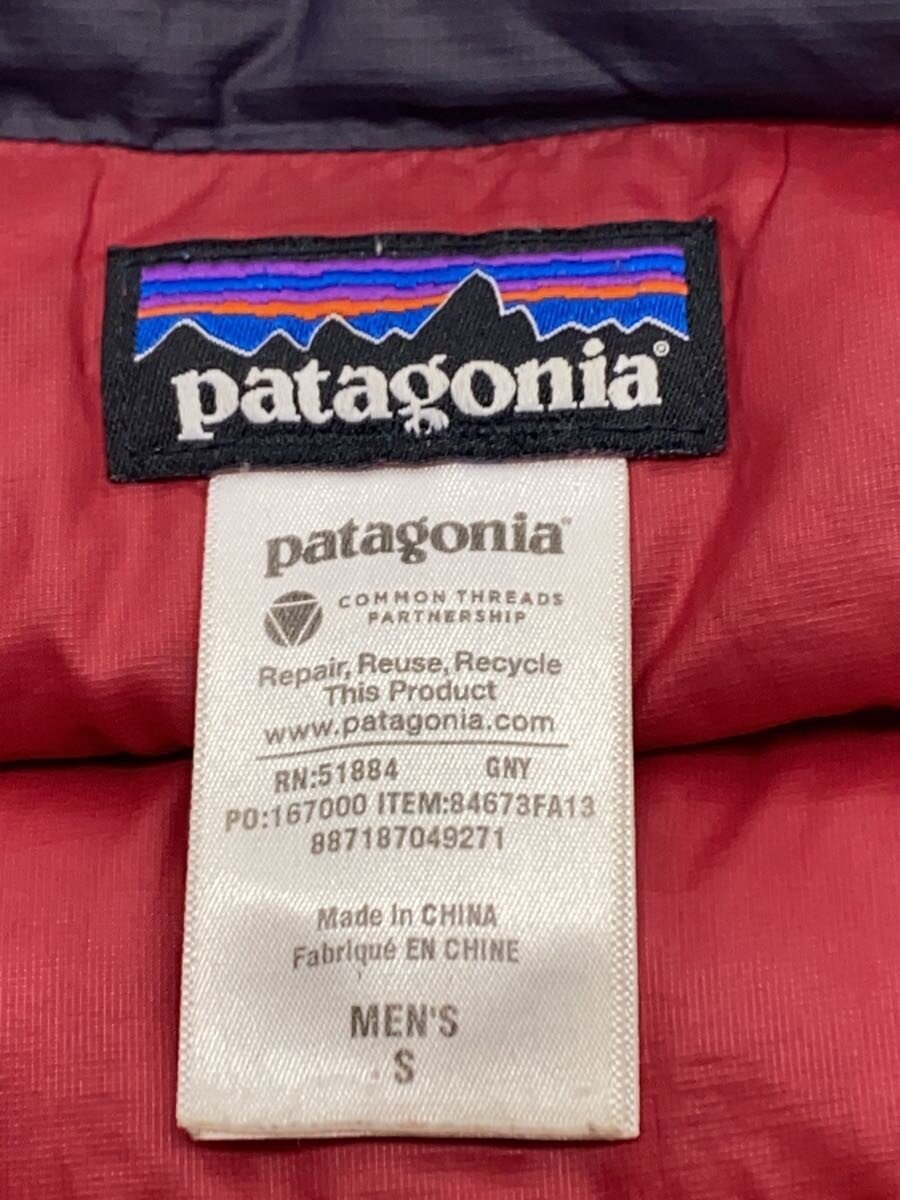 patagonia®
patagonia®
COMMON THREADS
PARTNERSHIP
Repair, Reuse, Recycle
This Product
www.patagonia.com
RN:51884 GNY
PO:167000 ITEM:84673FA13
887187049271
Made In CHINA
Fabriqué EN CHINE
MEN'S
S